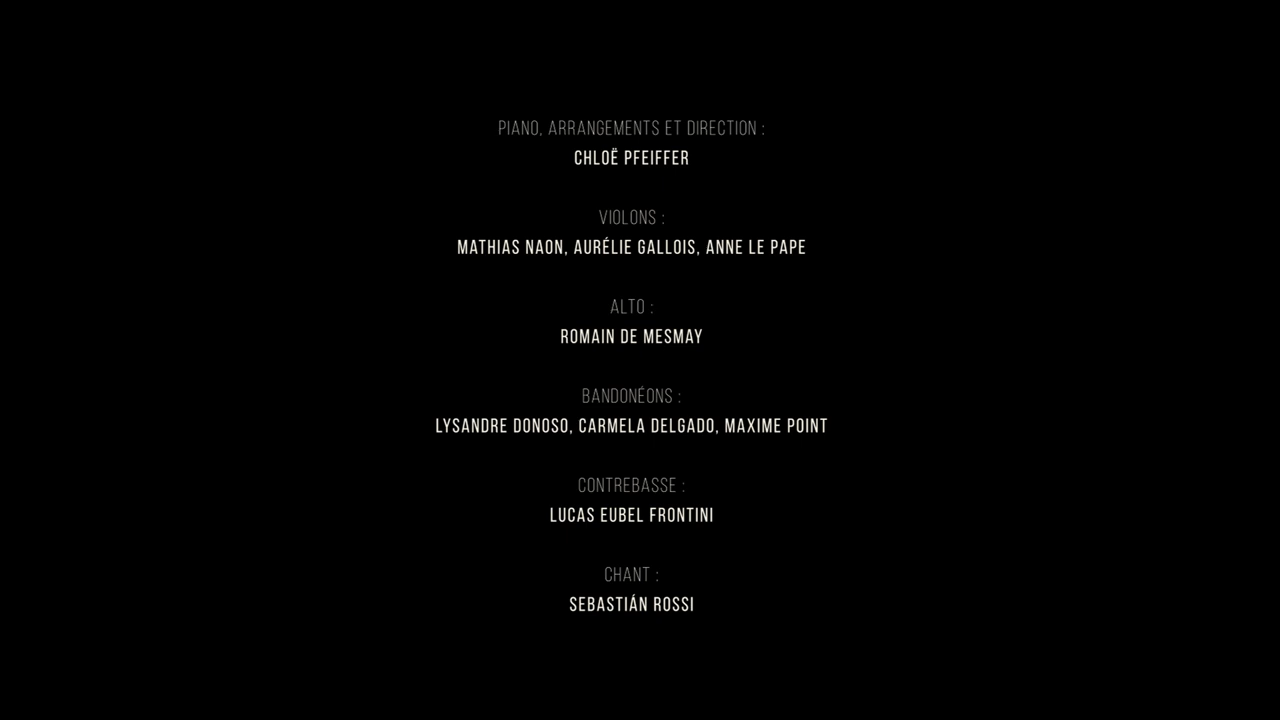 PIANO, ARRANGEMENTS ET DIRECTION :
CHLOË PFEIFFER
VIOLONS :
MATHIAS NAON, AURÉLIE GALLOIS, ANNE LE PAPE
ALTO :
ROMAIN DE MESMAY
BANDONÉONS :
LYSANDRE DONOSO, CARMELA DELGADO, MAXIME POINT
CONTREBASSE :
LUCAS EUBEL FRONTINI
CHANT :
SEBASTIÁN ROSSI